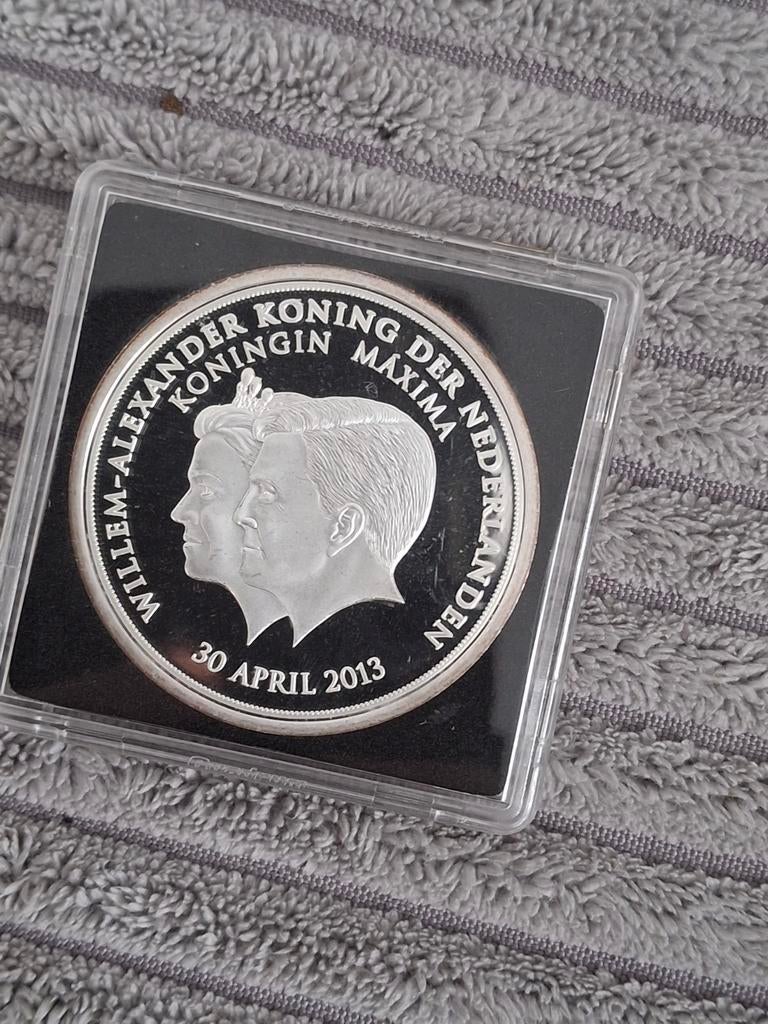 WILLEM-ALEXANDER KONING DER NEDERLANDEN
KONINGIN MÁXIMA
30 APRIL 2013